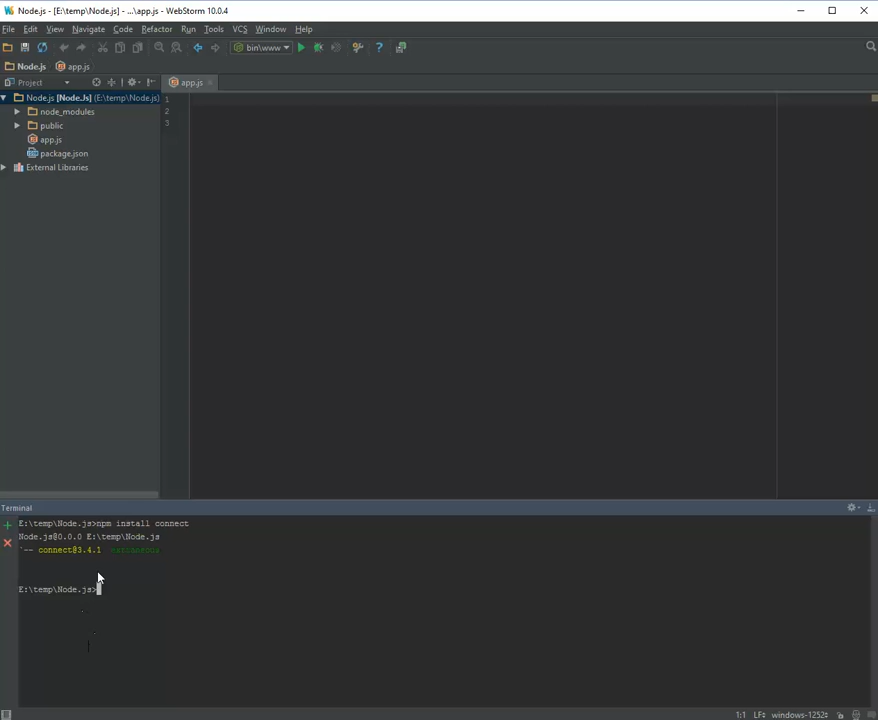 Node.js - [E:\temp\Node.js] - ...\app.js - WebStorm 10.0.4
File Edit View Navigate Code Refactor Run Tools VCS Window Help
bin\www
Node.js app.js
Project
app.js
Node.js [Node.Js] (E:\temp\Node.js)
node_modules
public
app.js
package.json
External Libraries
1
2
3
Terminal
E:\temp\Node.js>npm install connect
Node.js@0.0.0 E:\temp\Node.js
`-- connect@3.4.1
E:\temp\Node.js>
1:1 LF÷ windows-1252÷